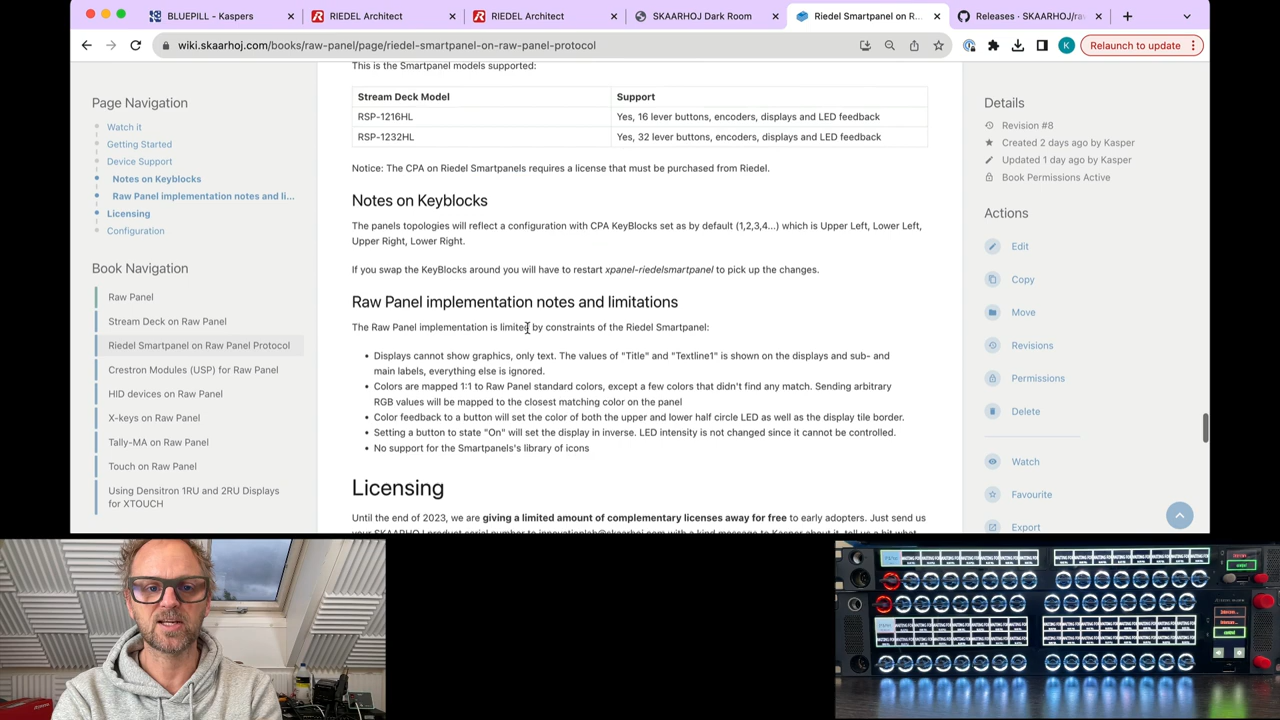 BLUEPILL - Kaspers
RIEDEL Architect
RIEDEL Architect
SKAARHOJ Dark Room
Riedel Smartpanel on R...
Releases · SKAARHOJ/ra
wiki.skaarhoj.com/books/raw-panel/page/riedel-smartpanel-on-raw-panel-protocol
K
Relaunch to update
Page Navigation
Watch it
Getting Started
Device Support
Notes on Keyblocks
Raw Panel implementation notes and li...
Licensing
Configuration
Book Navigation
Raw Panel
Stream Deck on Raw Panel
Riedel Smartpanel on Raw Panel Protocol
Crestron Modules (USP) for Raw Panel
HID devices on Raw Panel
X-keys on Raw Panel
Tally-MA on Raw Panel
Touch on Raw Panel
Using Densitron 1RU and 2RU Displays
for XTOUCH
This is the Smartpanel models supported:
Stream Deck Model Support
RSP-1216HL Yes, 16 lever buttons, encoders, displays and LED feedback
RSP-1232HL Yes, 32 lever buttons, encoders, displays and LED feedback
Notice: The CPA on Riedel Smartpanels requires a license that must be purchased from Riedel.
Notes on Keyblocks
The panels topologies will reflect a configuration with CPA KeyBlocks set as by default (1,2,3,4...) which is Upper Left, Lower Left,
Upper Right, Lower Right.
If you swap the KeyBlocks around you will have to restart xpanel-riedelsmartpanel to pick up the changes.
Raw Panel implementation notes and limitations
The Raw Panel implementation is limited by constraints of the Riedel Smartpanel:
Displays cannot show graphics, only text. The values of "Title" and "Textline1" is shown on the displays and sub- and
main labels, everything else is ignored.
Colors are mapped 1:1 to Raw Panel standard colors, except a few colors that didn't find any match. Sending arbitrary
RGB values will be mapped to the closest matching color on the panel
Color feedback to a button will set the color of both the upper and lower half circle LED as well as the display tile border.
Setting a button to state "On" will set the display in inverse. LED intensity is not changed since it cannot be controlled.
No support for the Smartpanels's library of icons
Licensing
Until the end of 2023, we are giving a limited amount of complementary licenses away for free to early adopters. Just send us
Details
Revision #8
Created 2 days ago by Kasper
Updated 1 day ago by Kasper
Book Permissions Active
Actions
Edit
Copy
Move
Revisions
Permissions
Delete
Watch
Favourite
Export